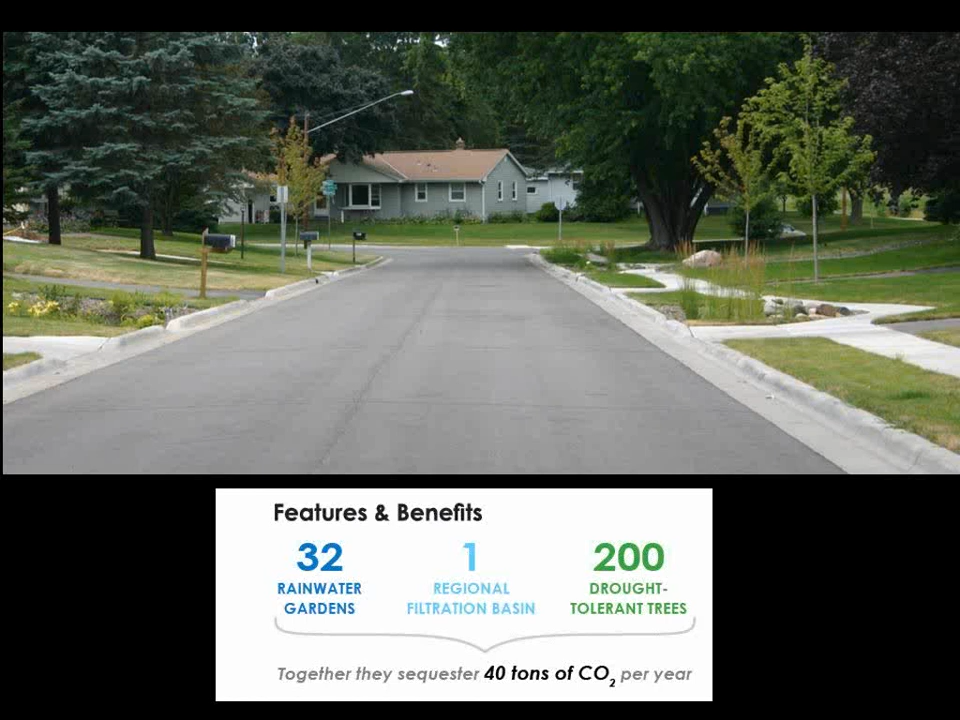 Features & Benefits
32
RAINWATER
GARDENS
1
REGIONAL
FILTRATION BASIN
200
DROUGHT-
TOLERANT TREES
Together they sequester 40 tons of CO₂ per year